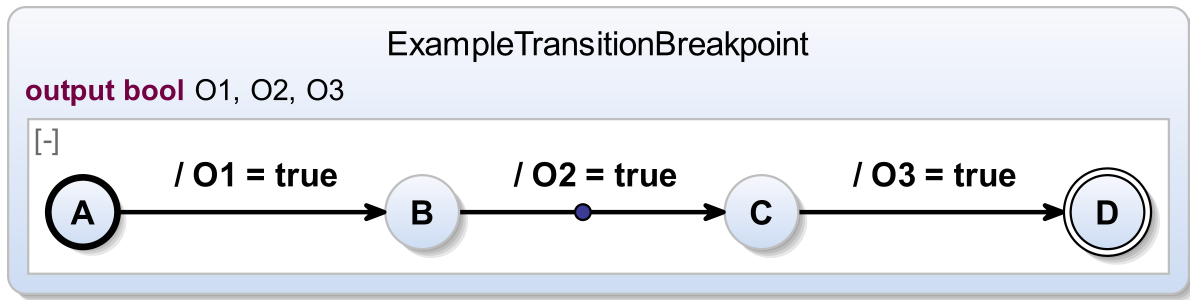 ExampleTransitionBreakpoint
output bool O1, O2, O3
[-]
/ O1 = true / O2 = true / O3 = true
A B C D